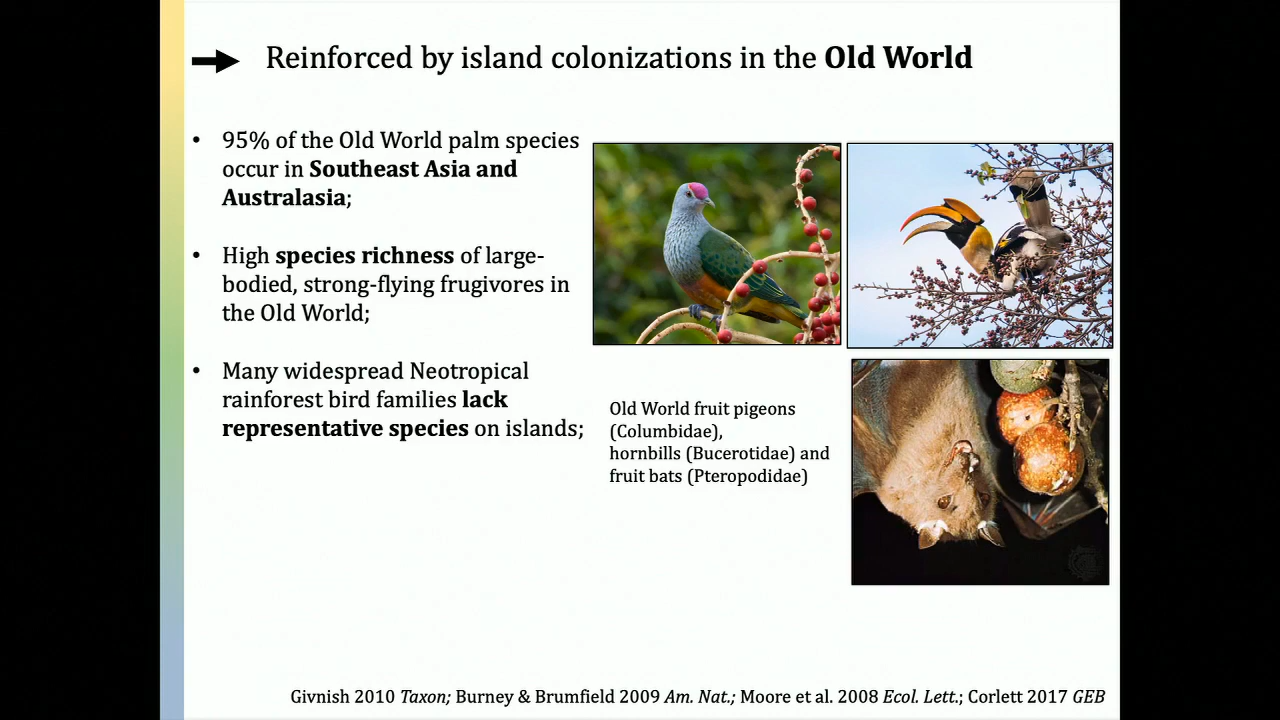 Reinforced by island colonizations in the Old World
• 95% of the Old World palm species
occur in Southeast Asia and
Australasia;
• High species richness of large-
bodied, strong-flying frugivores in
the Old World;
• Many widespread Neotropical
rainforest bird families lack
representative species on islands;
Old World fruit pigeons
(Columbidae),
hornbills (Bucerotidae) and
fruit bats (Pteropodidae)
Givnish 2010 Taxon; Burney & Brumfield 2009 Am. Nat.; Moore et al. 2008 Ecol. Lett.; Corlett 2017 GEB